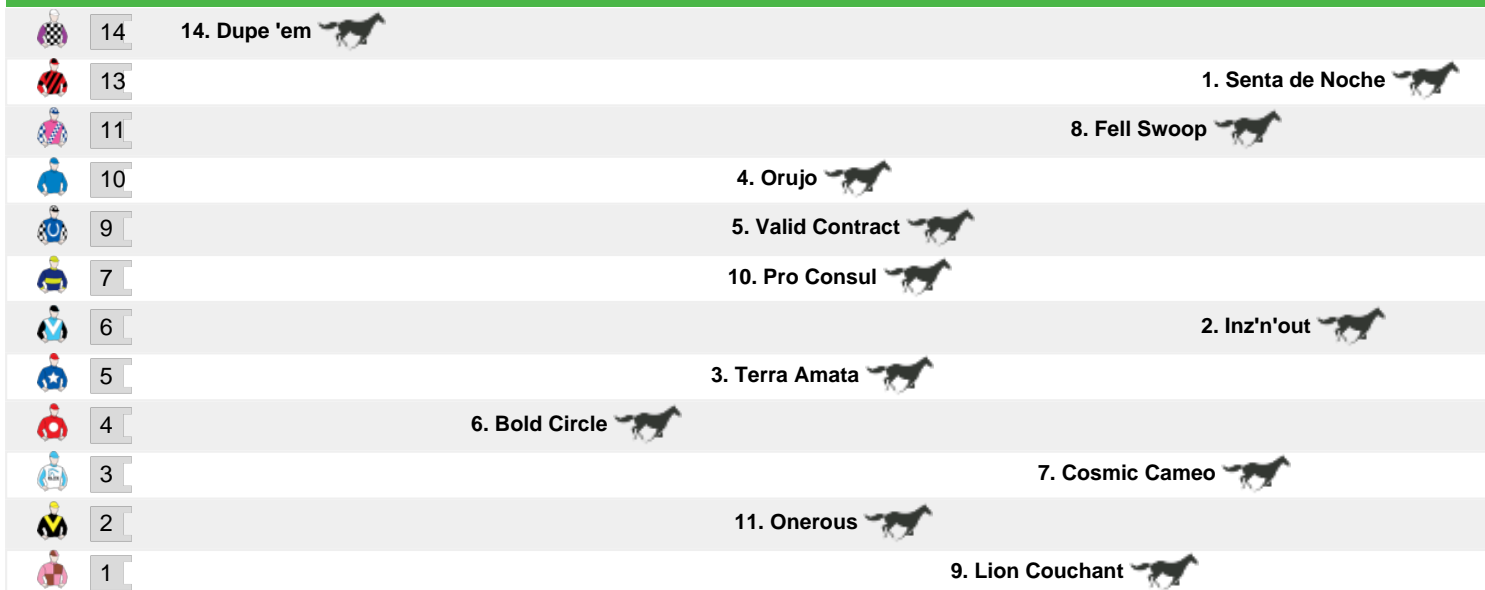 14 14. Dupe 'em
13 1. Senta de Noche
11 8. Fell Swoop
10 4. Orujo
9 5. Valid Contract
7 10. Pro Consul
6 2. Inz'n'out
5 3. Terra Amata
4 6. Bold Circle
3 7. Cosmic Cameo
2 11. Onerous
1 9. Lion Couchant